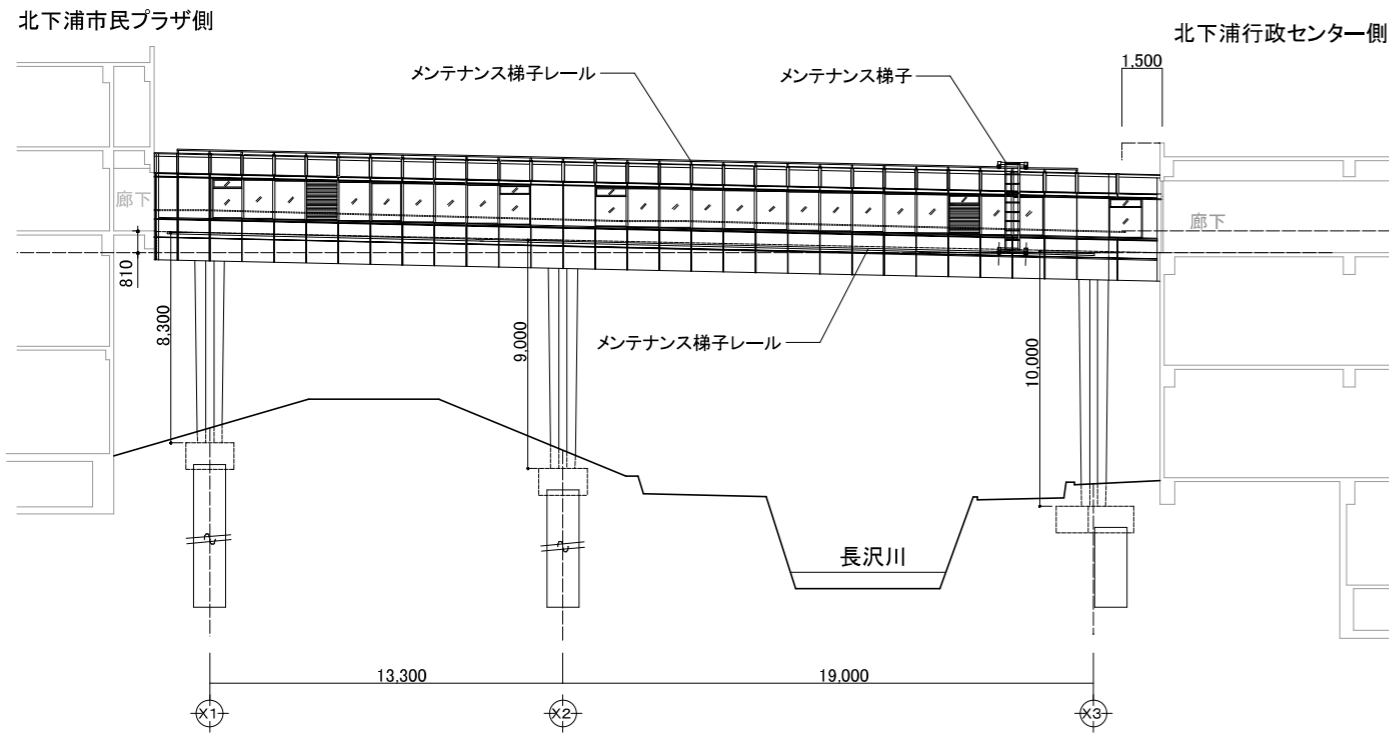 北下浦市民プラザ側
北下浦行政センター側
1,500
メンテナンス梯子レール
メンテナンス梯子
廊下
廊下
810
8,300
9,000
メンテナンス梯子レール
10,000
長沢川
13,300
19,000
X1
X2
X3